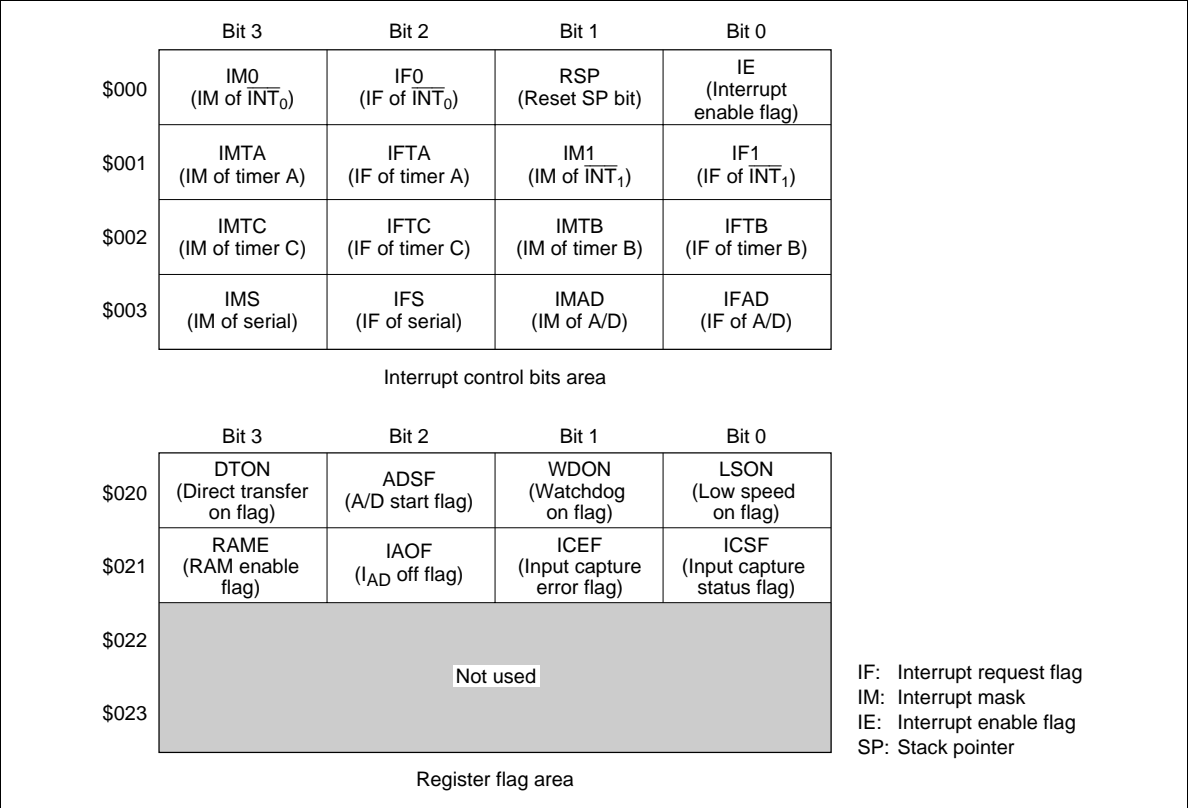 Bit 3 Bit 2 Bit 1 Bit 0
$000
IM0
(IM of I̅N̅T̅₀)
IF0
(IF of I̅N̅T̅₀)
RSP
(Reset SP bit)
IE
(Interrupt
enable flag)
$001
IMTA
(IM of timer A)
IFTA
(IF of timer A)
IM1
(IM of I̅N̅T̅₁)
IF1
(IF of I̅N̅T̅₁)
$002
IMTC
(IM of timer C)
IFTC
(IF of timer C)
IMTB
(IM of timer B)
IFTB
(IF of timer B)
$003
IMS
(IM of serial)
IFS
(IF of serial)
IMAD
(IM of A/D)
IFAD
(IF of A/D)
Interrupt control bits area
Bit 3 Bit 2 Bit 1 Bit 0
$020
DTON
(Direct transfer
on flag)
ADSF
(A/D start flag)
WDON
(Watchdog
on flag)
LSON
(Low speed
on flag)
$021
RAME
(RAM enable
flag)
IAOF
(I_AD off flag)
ICEF
(Input capture
error flag)
ICSF
(Input capture
status flag)
$022
Not used
$023
Register flag area
IF: Interrupt request flag
IM: Interrupt mask
IE: Interrupt enable flag
SP: Stack pointer